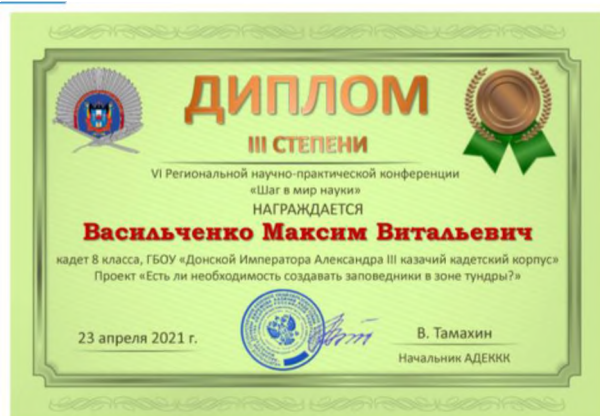 ДИПЛОМ
III СТЕПЕНИ
VI Региональной научно-практической конференции
«Шаг в мир науки»
НАГРАЖДАЕТСЯ
Васильченко Максим Витальевич
кадет 8 класса, ГБОУ «Донской Императора Александра III казачий кадетский корпус»
Проект «Есть ли необходимость создавать заповедники в зоне тундры?»
23 апреля 2021 г.
В. Тамахин
Начальник АДЕККК